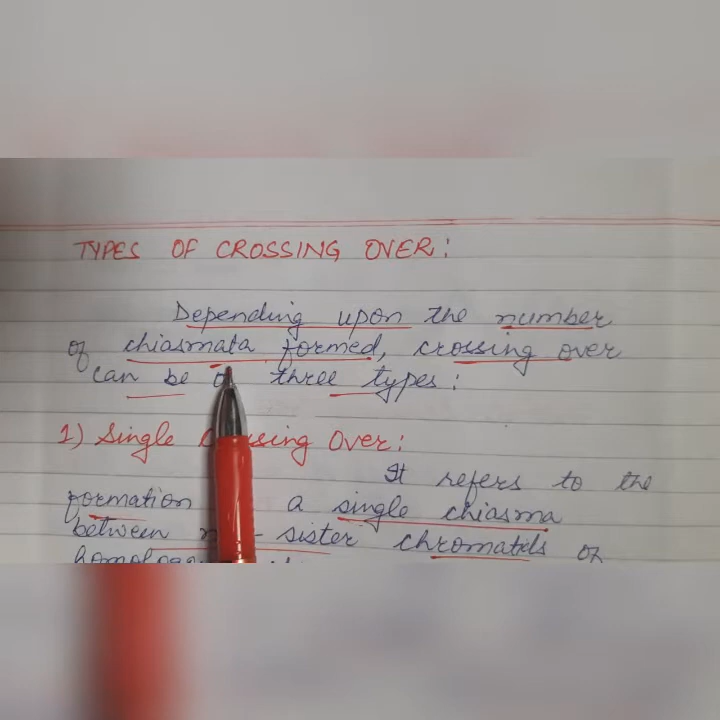 TYPES OF CROSSING OVER:
Depending upon the number
of chiasmata formed, crossing over
can be three types:
1) Single Over:
It refers to the
formation a single chiasma
between - sister chromatids of